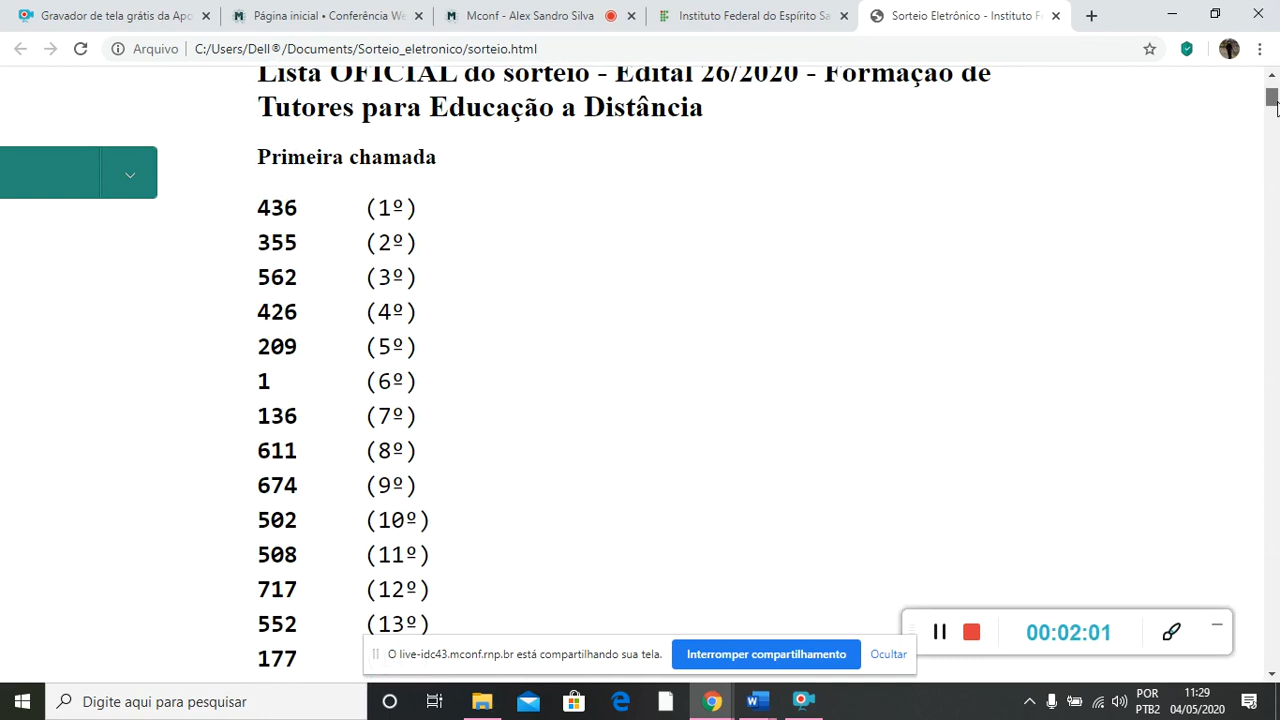 Gravador de tela grátis da Apo
Página inicial • Conferência We
Mconf - Alex Sandro Silva
Instituto Federal do Espírito Sa
Sorteio Eletrônico - Instituto F
Arquivo
C:/Users/Dell®/Documents/Sorteio_eletronico/sorteio.html
Lista OFICIAL do sorteio - Edital 26/2020 - Formação de
Tutores para Educação a Distância
Primeira chamada
436 (1º)
355 (2º)
562 (3º)
426 (4º)
209 (5º)
1 (6º)
136 (7º)
611 (8º)
674 (9º)
502 (10º)
508 (11º)
717 (12º)
552 (13º)
177
00:02:01
O live-idc43.mconf.rnp.br está compartilhando sua tela.
Interromper compartilhamento
Ocultar
Digite aqui para pesquisar
POR
PTB2
11:29
04/05/2020